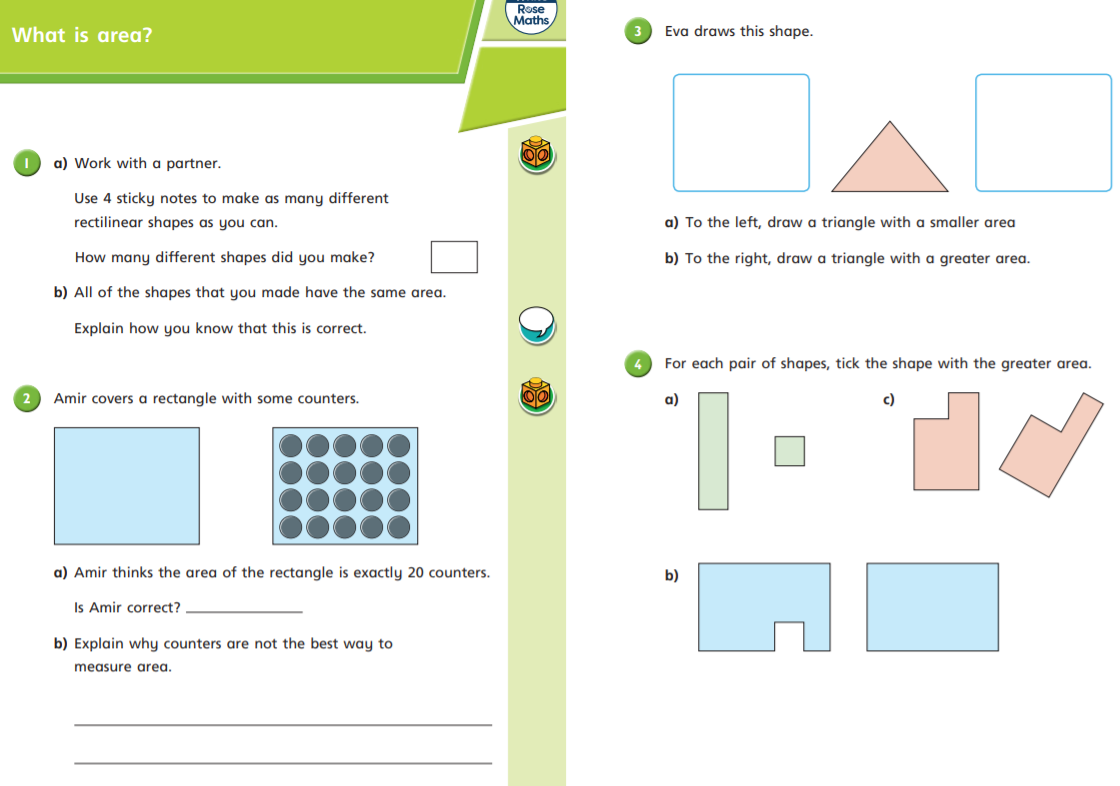 What is area?
Rose
Maths
1 a) Work with a partner.
Use 4 sticky notes to make as many different
rectilinear shapes as you can.
How many different shapes did you make?
b) All of the shapes that you made have the same area.
Explain how you know that this is correct.
2 Amir covers a rectangle with some counters.
a) Amir thinks the area of the rectangle is exactly 20 counters.
Is Amir correct?
b) Explain why counters are not the best way to
measure area.
3 Eva draws this shape.
a) To the left, draw a triangle with a smaller area
b) To the right, draw a triangle with a greater area.
4 For each pair of shapes, tick the shape with the greater area.
a)
c)
b)